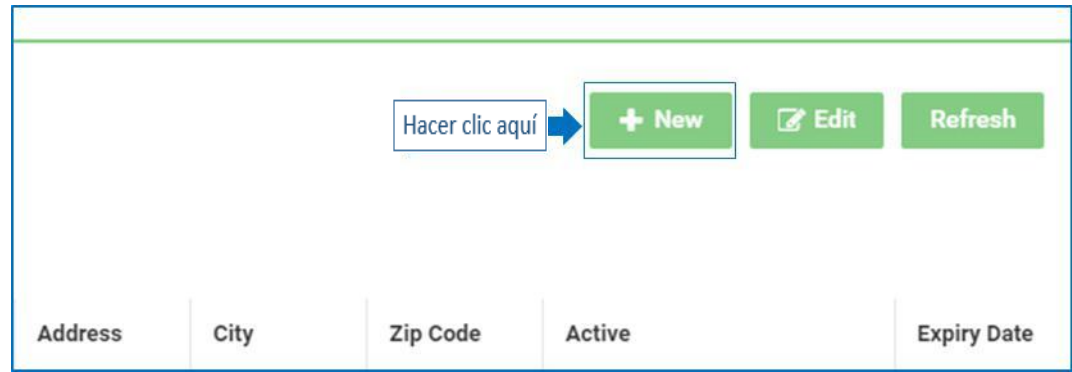 Hacer clic aquí
New
Edit
Refresh
Address City Zip Code Active Expiry Date